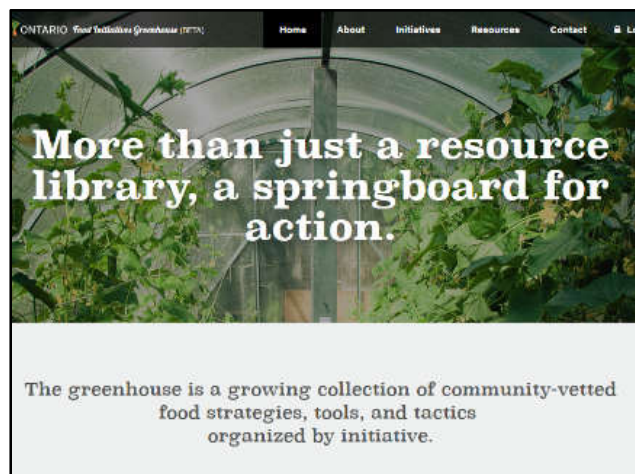 ONTARIO Food Initiatives Greenhouse (BETA) Home About Initiatives Resources Contact
More than just a resource
library, a springboard for
action.
The greenhouse is a growing collection of community-vetted
food strategies, tools, and tactics
organized by initiative.